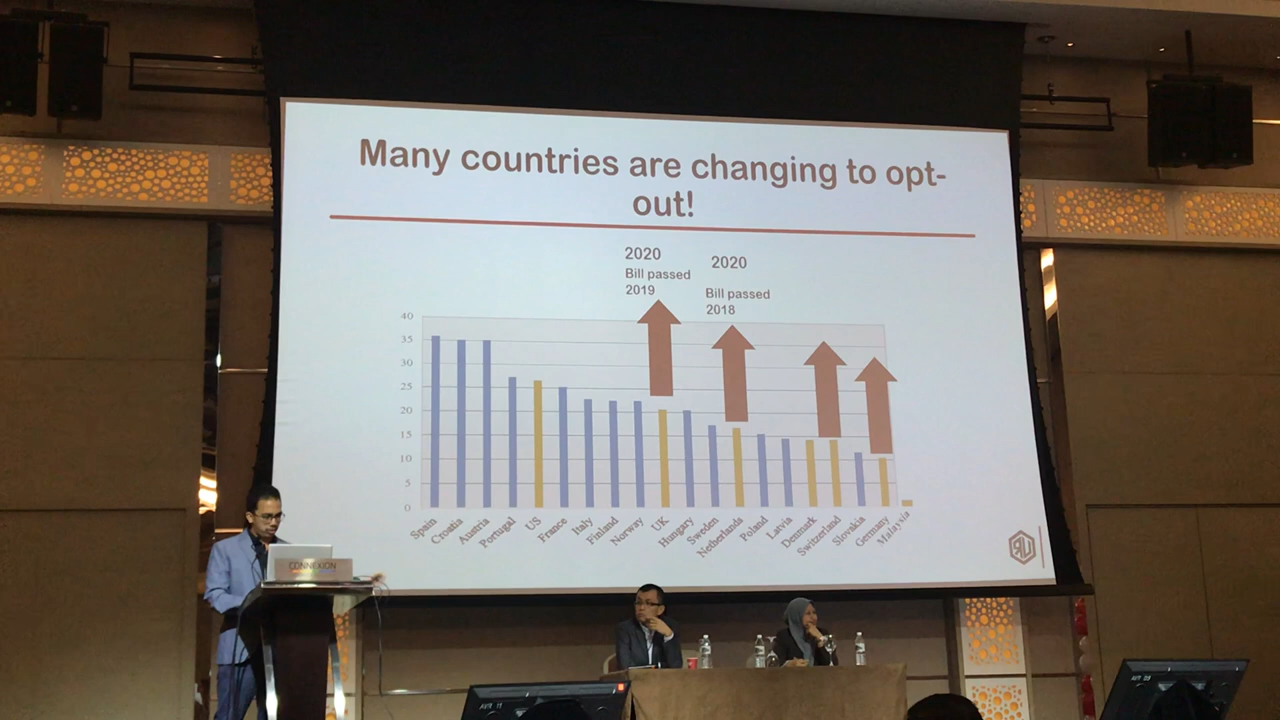 Many countries are changing to opt-
out!
2020
Bill passed
2019
2020
Bill passed
2018
40
35
30
25
20
15
10
5
0
Spain
Croatia
Austria
Portugal
US
France
Italy
Finland
Norway
UK
Hungary
Sweden
Netherlands
Poland
Latvia
Denmark
Switzerland
Slovakia
Germany
Malaysia
CONNEXION